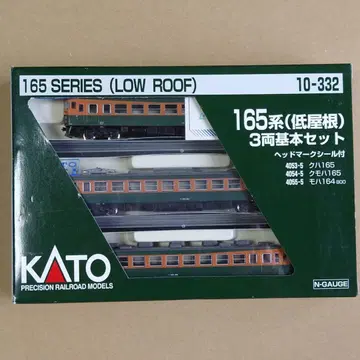 165 SERIES (LOW ROOF)
10-332
165系(低屋根)
3両基本セット
ヘッドマークシール付
4053-5 クハ165
4054-5 クモハ165
4055-5 モハ164 800
KATO
PRECISION RAILROAD MODELS
N-GAUGE